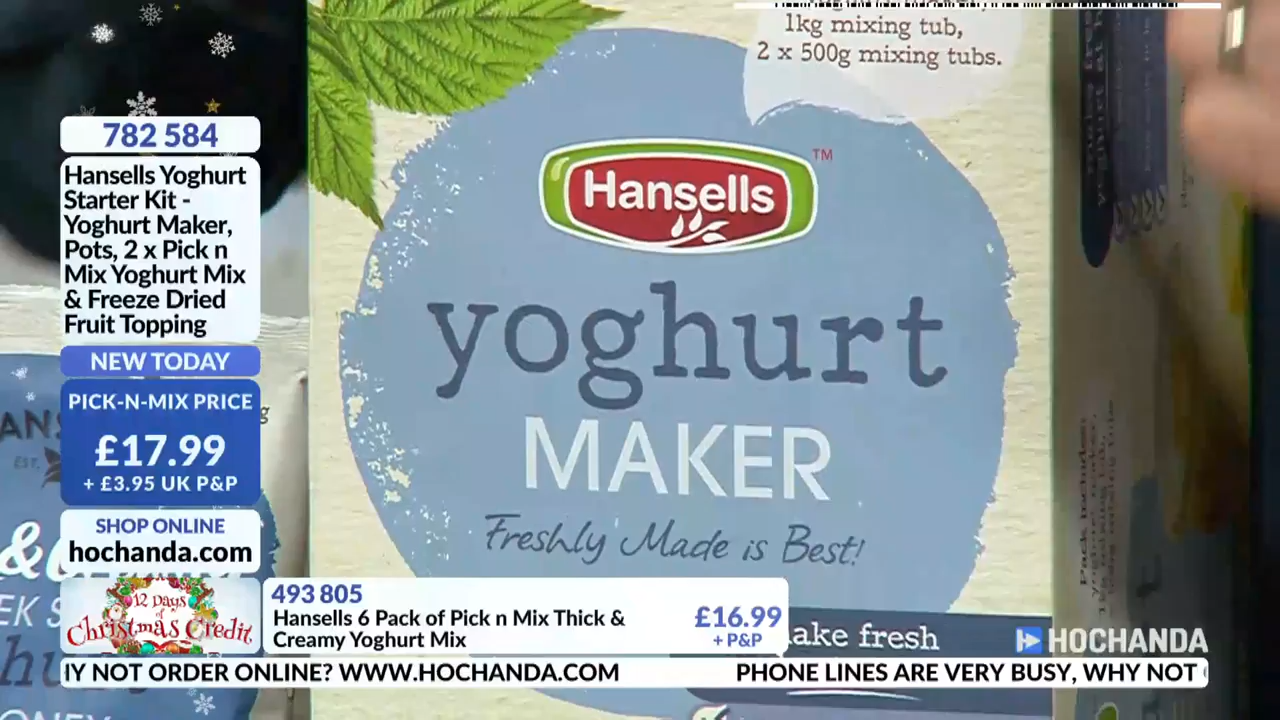 1kg mixing tub,
2 x 500g mixing tubs.
Hansells™
yoghurt
MAKER
Freshly Made is Best!
ake fresh
782 584
Hansells Yoghurt
Starter Kit -
Yoghurt Maker,
Pots, 2 x Pick n
Mix Yoghurt Mix
& Freeze Dried
Fruit Topping
NEW TODAY
PICK-N-MIX PRICE
£17.99
+ £3.95 UK P&P
SHOP ONLINE
hochanda.com
12 Days
of
Christmas Credit
493 805
Hansells 6 Pack of Pick n Mix Thick &
Creamy Yoghurt Mix
£16.99
+ P&P
HOCHANDA
IY NOT ORDER ONLINE? WWW.HOCHANDA.COM PHONE LINES ARE VERY BUSY, WHY NOT